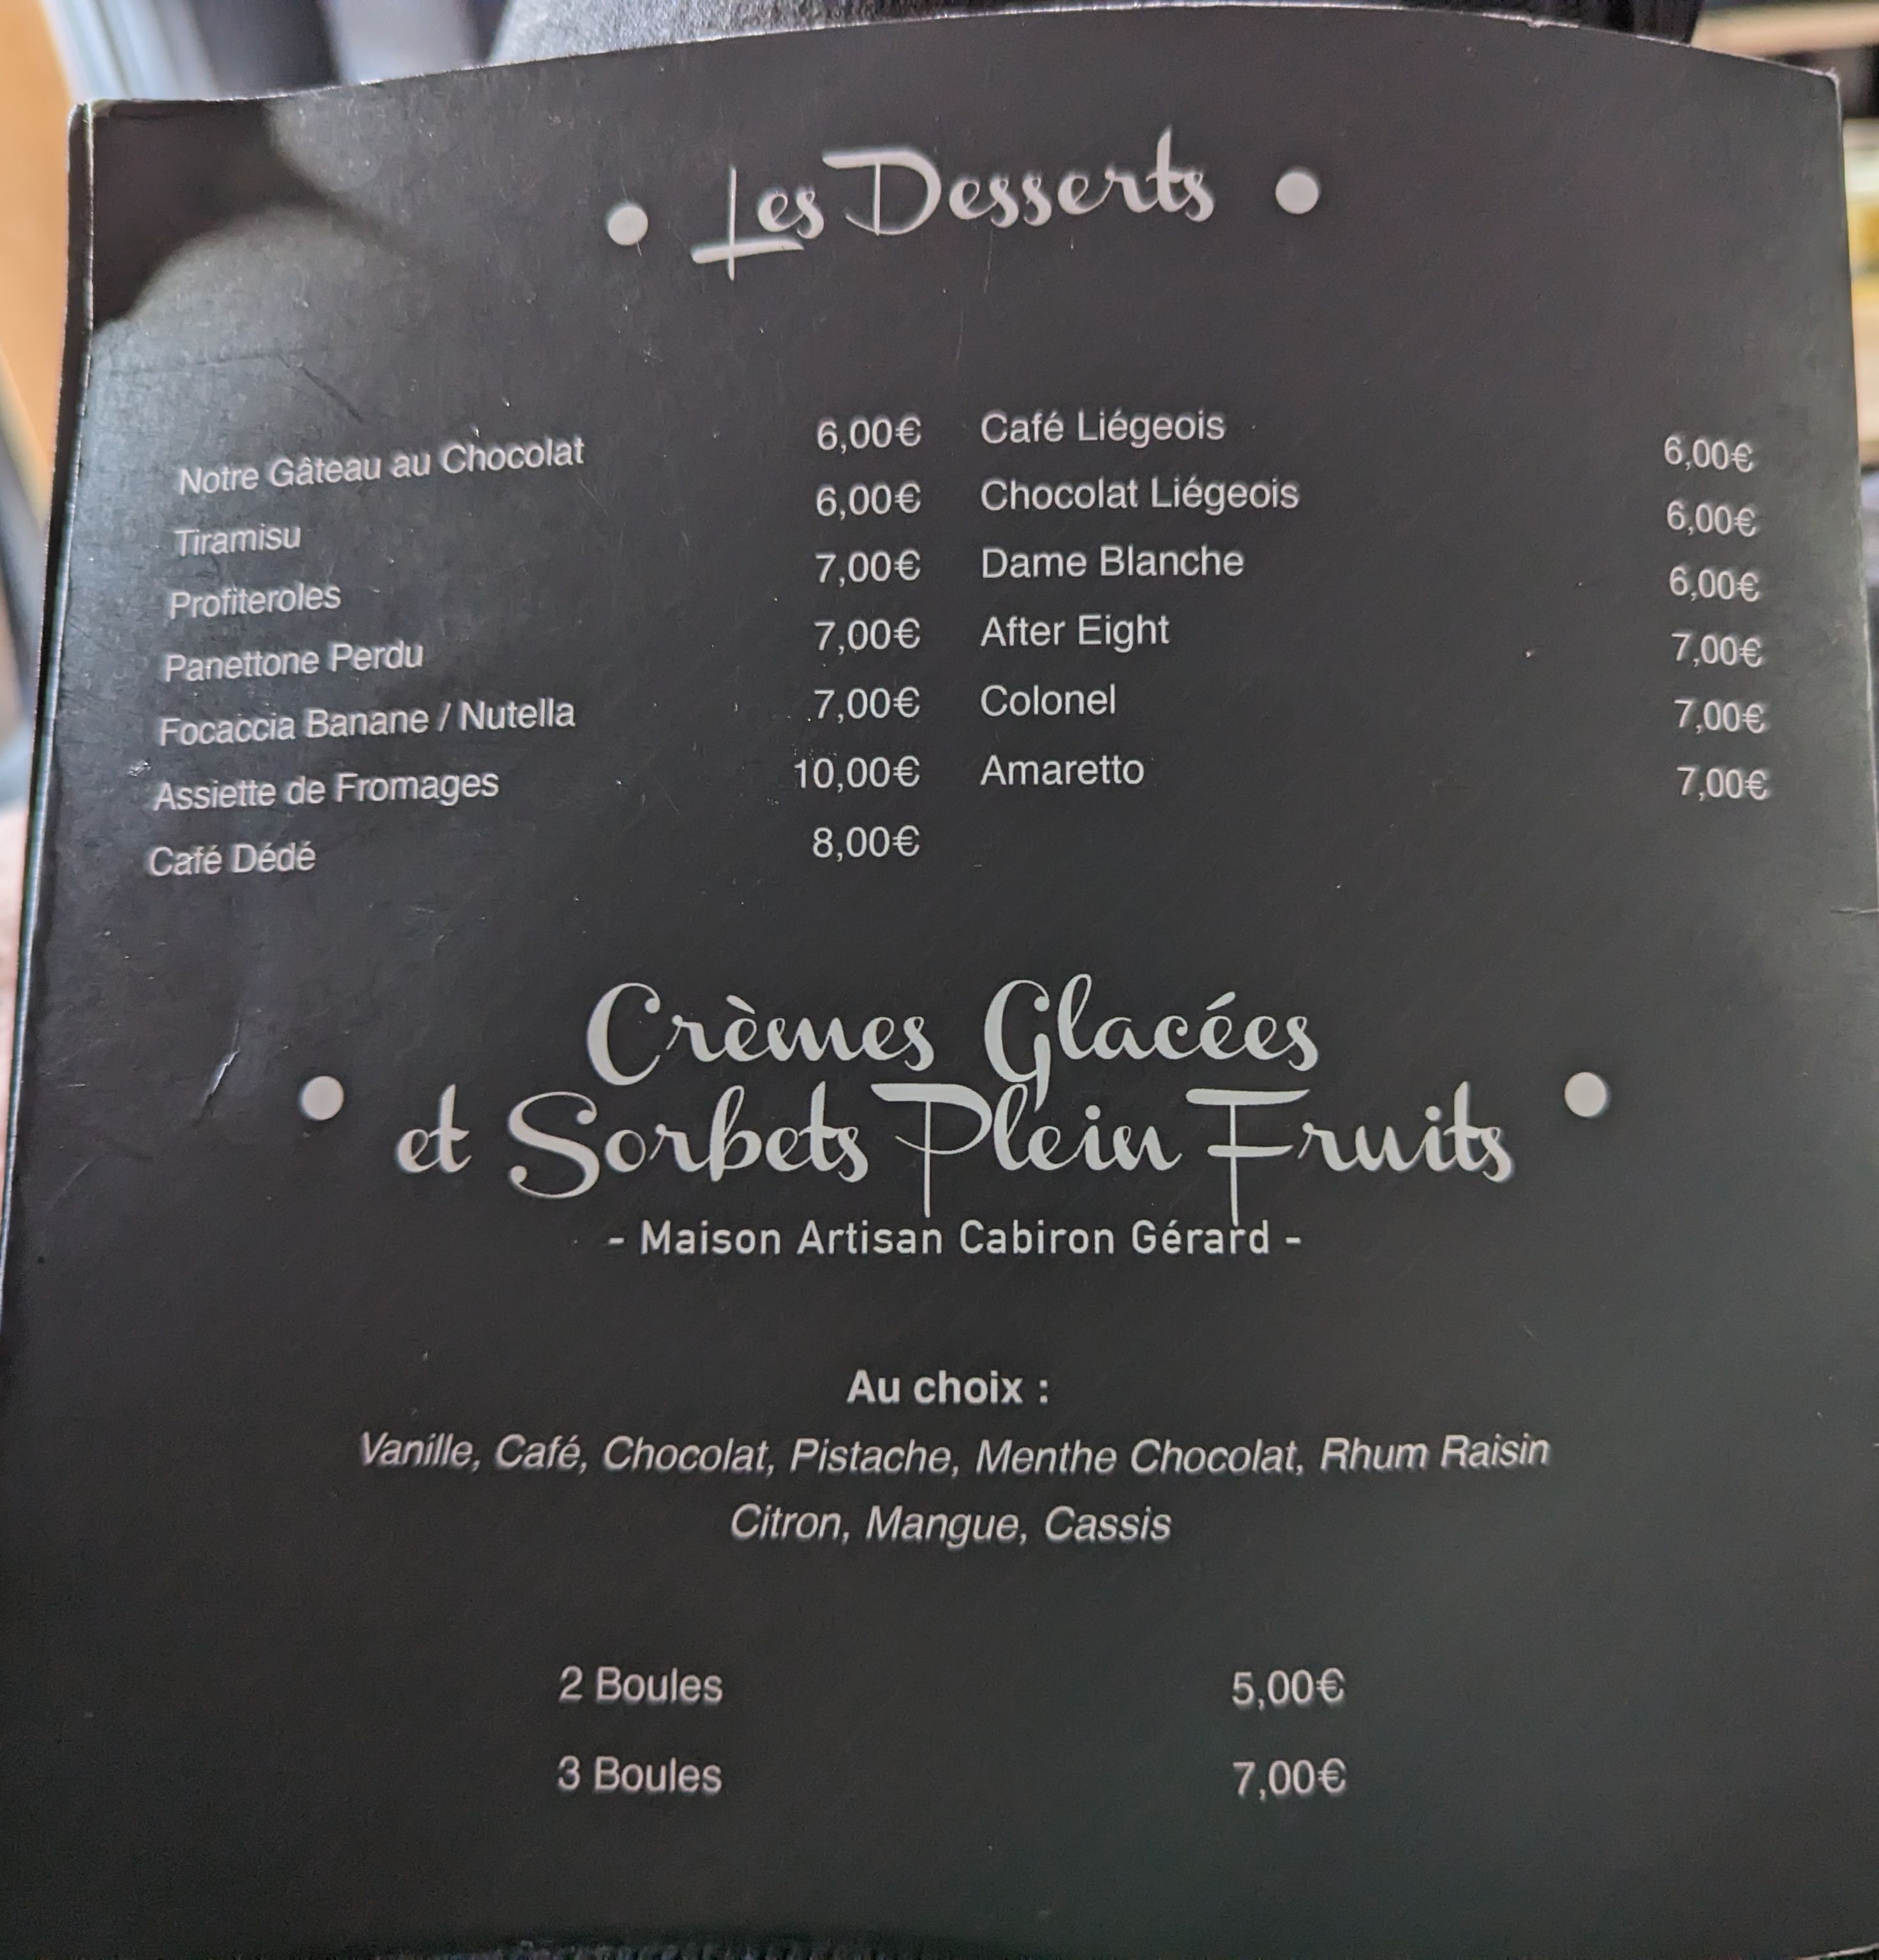 • Les Desserts •
Notre Gâteau au Chocolat 6,00€
Tiramisu 6,00€
Profiteroles 7,00€
Panettone Perdu 7,00€
Focaccia Banane / Nutella 7,00€
Assiette de Fromages 10,00€
Café Dédé 8,00€
Café Liégeois 6,00€
Chocolat Liégeois 6,00€
Dame Blanche 6,00€
After Eight 7,00€
Colonel 7,00€
Amaretto 7,00€
Crèmes Glacées
• et Sorbets Plein Fruits •
- Maison Artisan Cabiron Gérard -
Au choix :
Vanille, Café, Chocolat, Pistache, Menthe Chocolat, Rhum Raisin
Citron, Mangue, Cassis
2 Boules 5,00€
3 Boules 7,00€